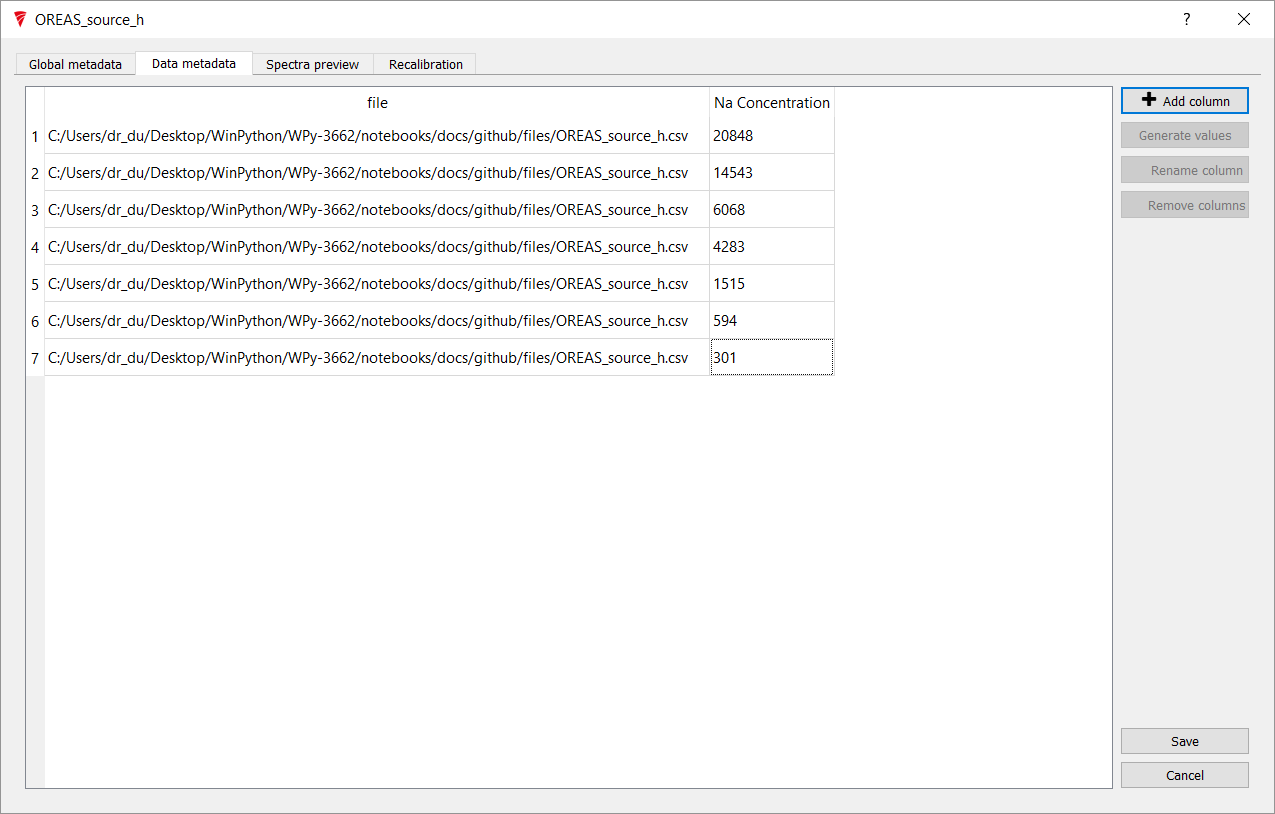 OREAS_source_h
?
Global metadata Data metadata Spectra preview Recalibration
file Na Concentration
1 C:/Users/dr_du/Desktop/WinPython/WPy-3662/notebooks/docs/github/files/OREAS_source_h.csv 20848
2 C:/Users/dr_du/Desktop/WinPython/WPy-3662/notebooks/docs/github/files/OREAS_source_h.csv 14543
3 C:/Users/dr_du/Desktop/WinPython/WPy-3662/notebooks/docs/github/files/OREAS_source_h.csv 6068
4 C:/Users/dr_du/Desktop/WinPython/WPy-3662/notebooks/docs/github/files/OREAS_source_h.csv 4283
5 C:/Users/dr_du/Desktop/WinPython/WPy-3662/notebooks/docs/github/files/OREAS_source_h.csv 1515
6 C:/Users/dr_du/Desktop/WinPython/WPy-3662/notebooks/docs/github/files/OREAS_source_h.csv 594
7 C:/Users/dr_du/Desktop/WinPython/WPy-3662/notebooks/docs/github/files/OREAS_source_h.csv 301
Add column
Generate values
Rename column
Remove columns
Save
Cancel